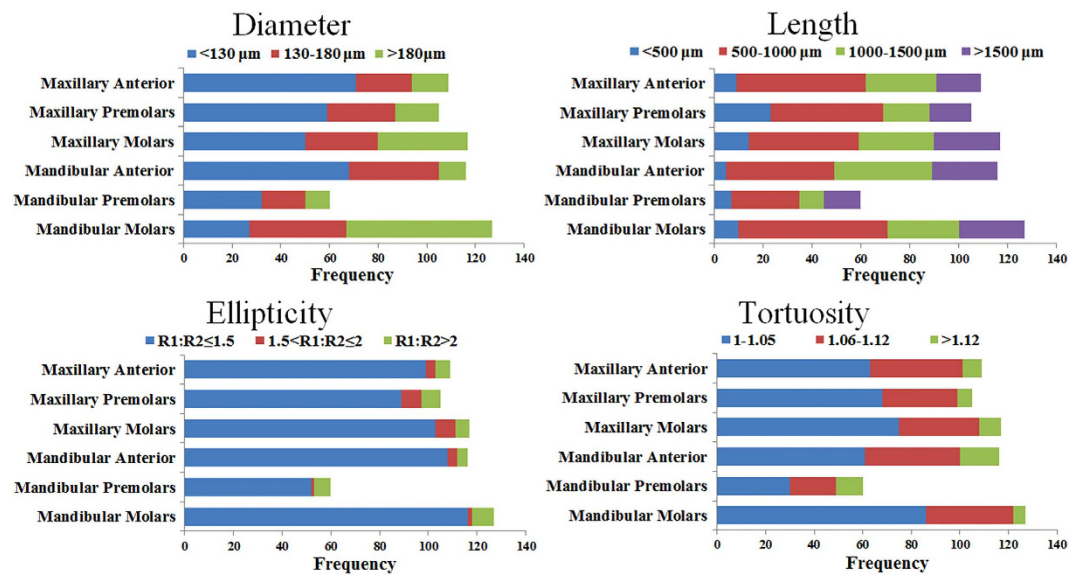 Diameter
<130 µm 130-180 µm >180µm
Maxillary Anterior
Maxillary Premolars
Maxillary Molars
Mandibular Anterior
Mandibular Premolars
Mandibular Molars
0 20 40 60 80 100 120 140
Frequency
Length
<500 µm 500-1000 µm 1000-1500 µm >1500 µm
Maxillary Anterior
Maxillary Premolars
Maxillary Molars
Mandibular Anterior
Mandibular Premolars
Mandibular Molars
0 20 40 60 80 100 120 140
Frequency
Ellipticity
R1:R2≤1.5 1.5<R1:R2≤2 R1:R2>2
Maxillary Anterior
Maxillary Premolars
Maxillary Molars
Mandibular Anterior
Mandibular Premolars
Mandibular Molars
0 20 40 60 80 100 120 140
Frequency
Tortuosity
1-1.05 1.06-1.12 >1.12
Maxillary Anterior
Maxillary Premolars
Maxillary Molars
Mandibular Anterior
Mandibular Premolars
Mandibular Molars
0 20 40 60 80 100 120 140
Frequency